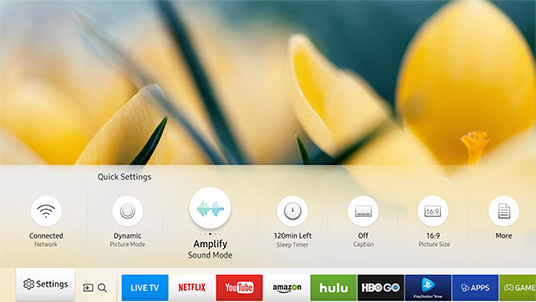 Quick Settings
16:9
Connected
Network
Dynamic
Picture Mode
Amplify
Sound Mode
120min Left
Sleep Timer
Off
Caption
16:9
Picture Size
More
Settings
LIVE TV
NETFLIX
YouTube
amazon
hulu
HBO GO
PlayStation Now
APPS
GAME